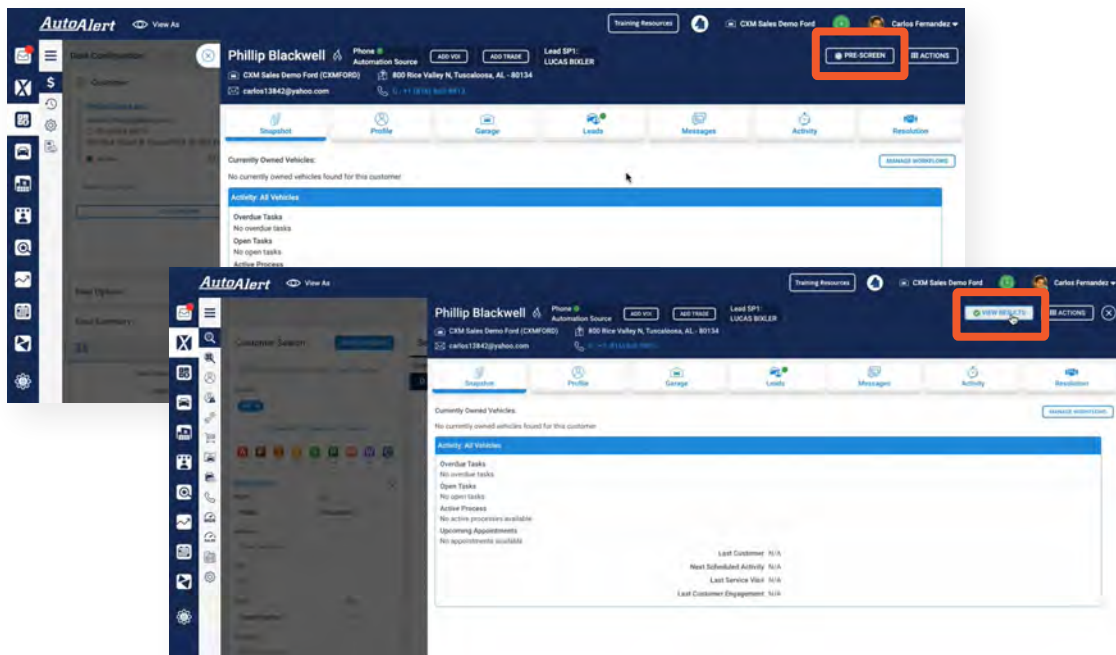 AutoAlert View As Training Resources CXM Sales Demo Ford Carlos Fernandez
Phillip Blackwell Phone Automation Source ADD VOI ADD TRADE Lead SP1: LUCAS BIXLER PRE-SCREEN ACTIONS
CXM Sales Demo Ford (CXMFORD) 800 Rice Valley N, Tuscaloosa, AL - 80134
carlos13842@yahoo.com
Snapshot Profile Garage Leads Messages Activity Resolution
Currently Owned Vehicles: MANAGE WORKFLOWS
No currently owned vehicles found for this customer
Activity: All Vehicles
Overdue Tasks
No overdue tasks
Open Tasks
No open tasks
Active Process
AutoAlert View As Training Resources CXM Sales Demo Ford Carlos Fernandez
Phillip Blackwell Phone Automation Source ADD VOI ADD TRADE Lead SP1: LUCAS BIXLER VIEW RESULTS ACTIONS
CXM Sales Demo Ford (CXMFORD) 800 Rice Valley N, Tuscaloosa, AL - 80134
carlos13842@yahoo.com
Customer Search
Snapshot Profile Garage Leads Messages Activity Resolution
Currently Owned Vehicles: MANAGE WORKFLOWS
No currently owned vehicles found for this customer
Activity: All Vehicles
Overdue Tasks
No overdue tasks
Open Tasks
No open tasks
Active Process
No active processes available
Upcoming Appointments
No appointments available
Last Customer N/A
Next Scheduled Activity N/A
Last Service Visit N/A
Last Customer Engagement N/A